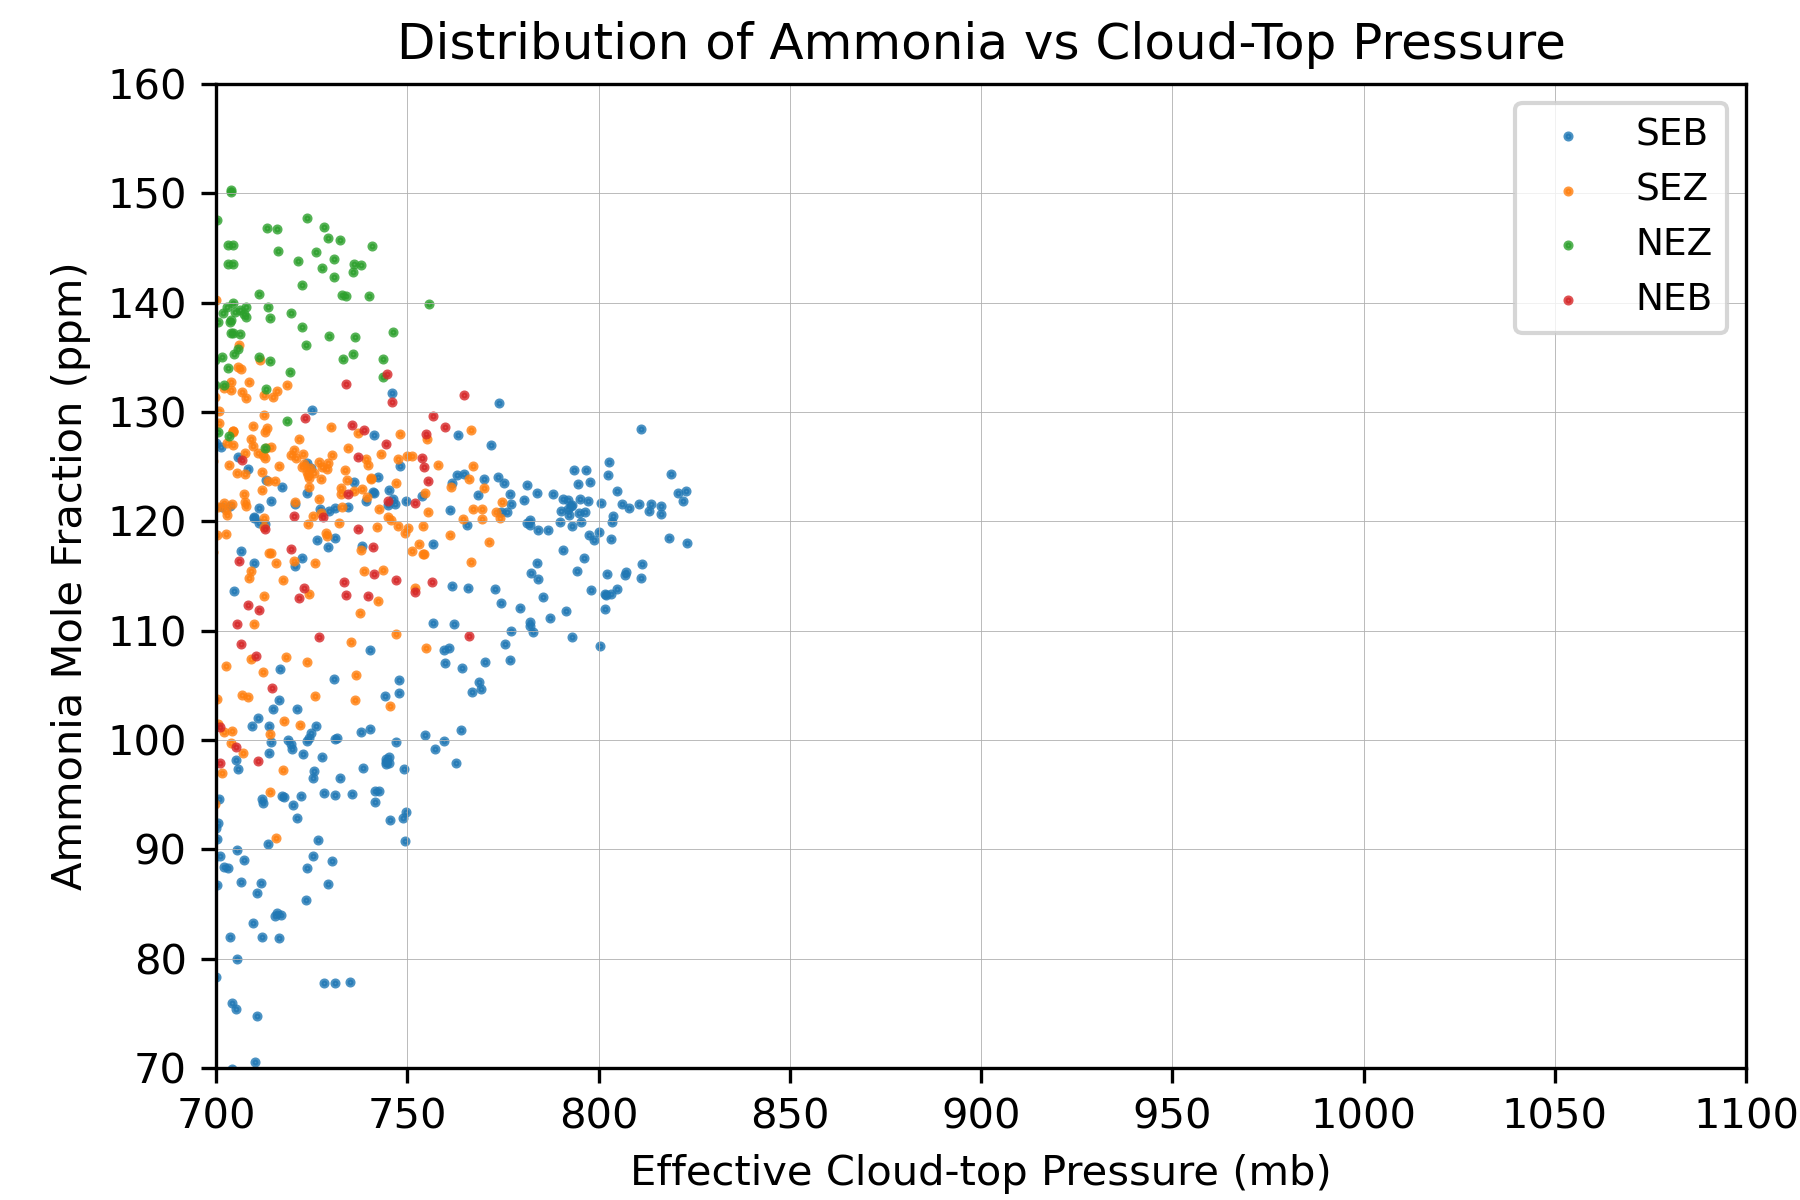 Distribution of Ammonia vs Cloud-Top Pressure
160
150
140
130
120
110
100
90
80
70
Ammonia Mole Fraction (ppm)
SEB
SEZ
NEZ
NEB
700 750 800 850 900 950 1000 1050 1100
Effective Cloud-top Pressure (mb)